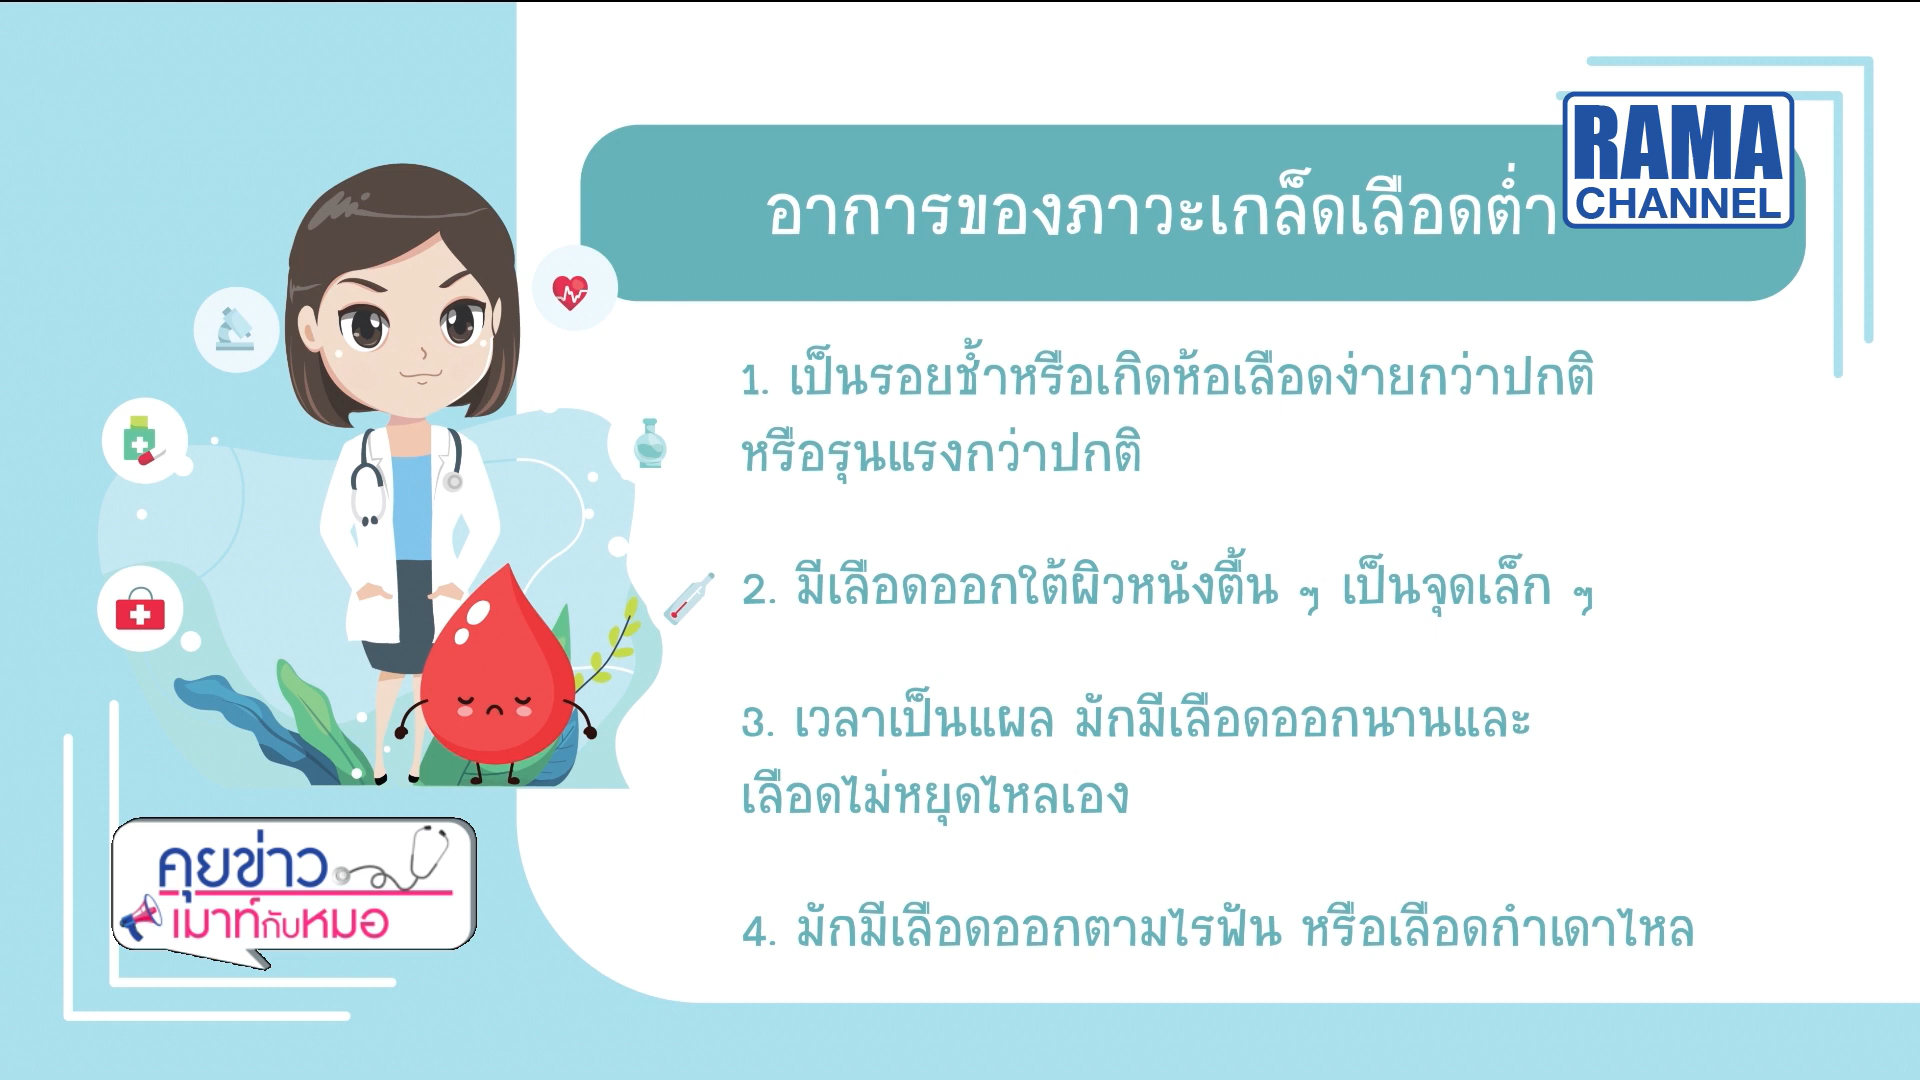 RAMA
CHANNEL
อาการของภาวะเกล็ดเลือดต่ำ
1. เป็นรอยช้ำหรือเกิดห้อเลือดง่ายกว่าปกติ
หรือรุนแรงกว่าปกติ
2. มีเลือดออกใต้ผิวหนังตื้น ๆ เป็นจุดเล็ก ๆ
3. เวลาเป็นแผล มักมีเลือดออกนานและ
เลือดไม่หยุดไหลเอง
4. มักมีเลือดออกตามไรฟัน หรือเลือดกำเดาไหล
คุยข่าว
เมาท์กับหมอ